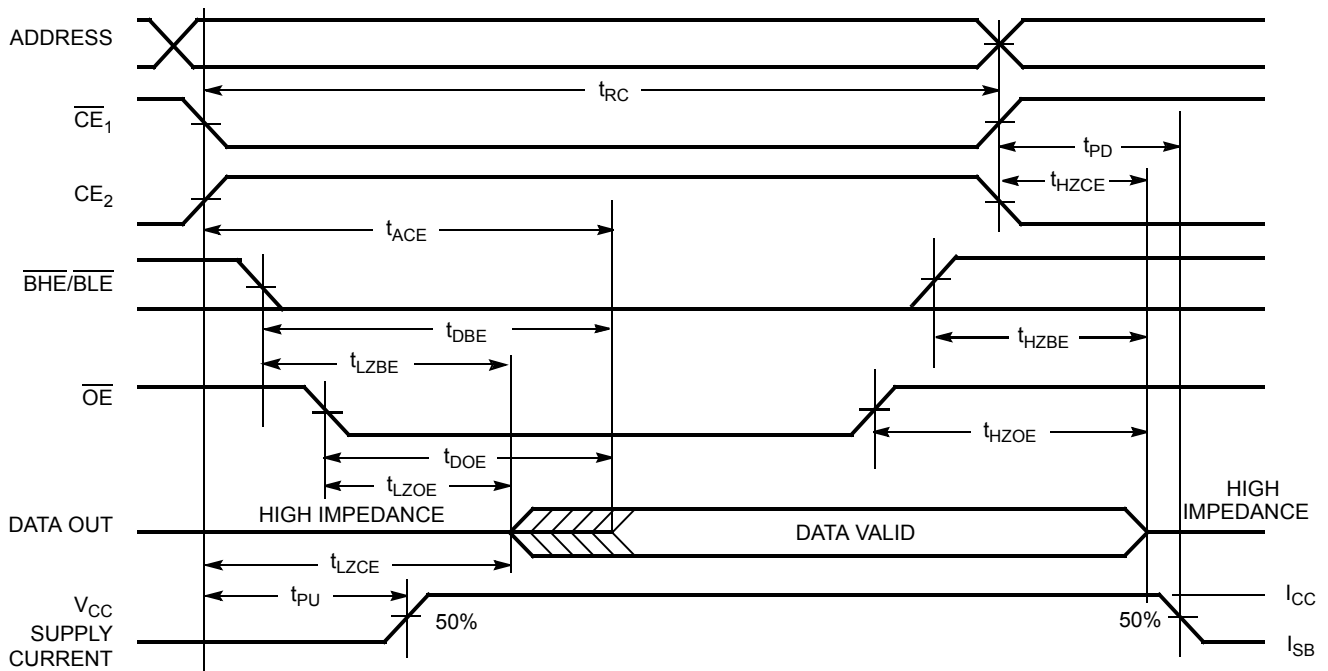 ADDRESS
tRC
CE1
tPD
tHZCE
CE2
tACE
BHE/BLE
tDBE
tHZBE
tLZBE
OE
tHZOE
tDOE
tLZOE
HIGH IMPEDANCE
DATA OUT
DATA VALID
HIGH
IMPEDANCE
tLZCE
tPU
VCC
SUPPLY
CURRENT
50%
50%
ICC
ISB